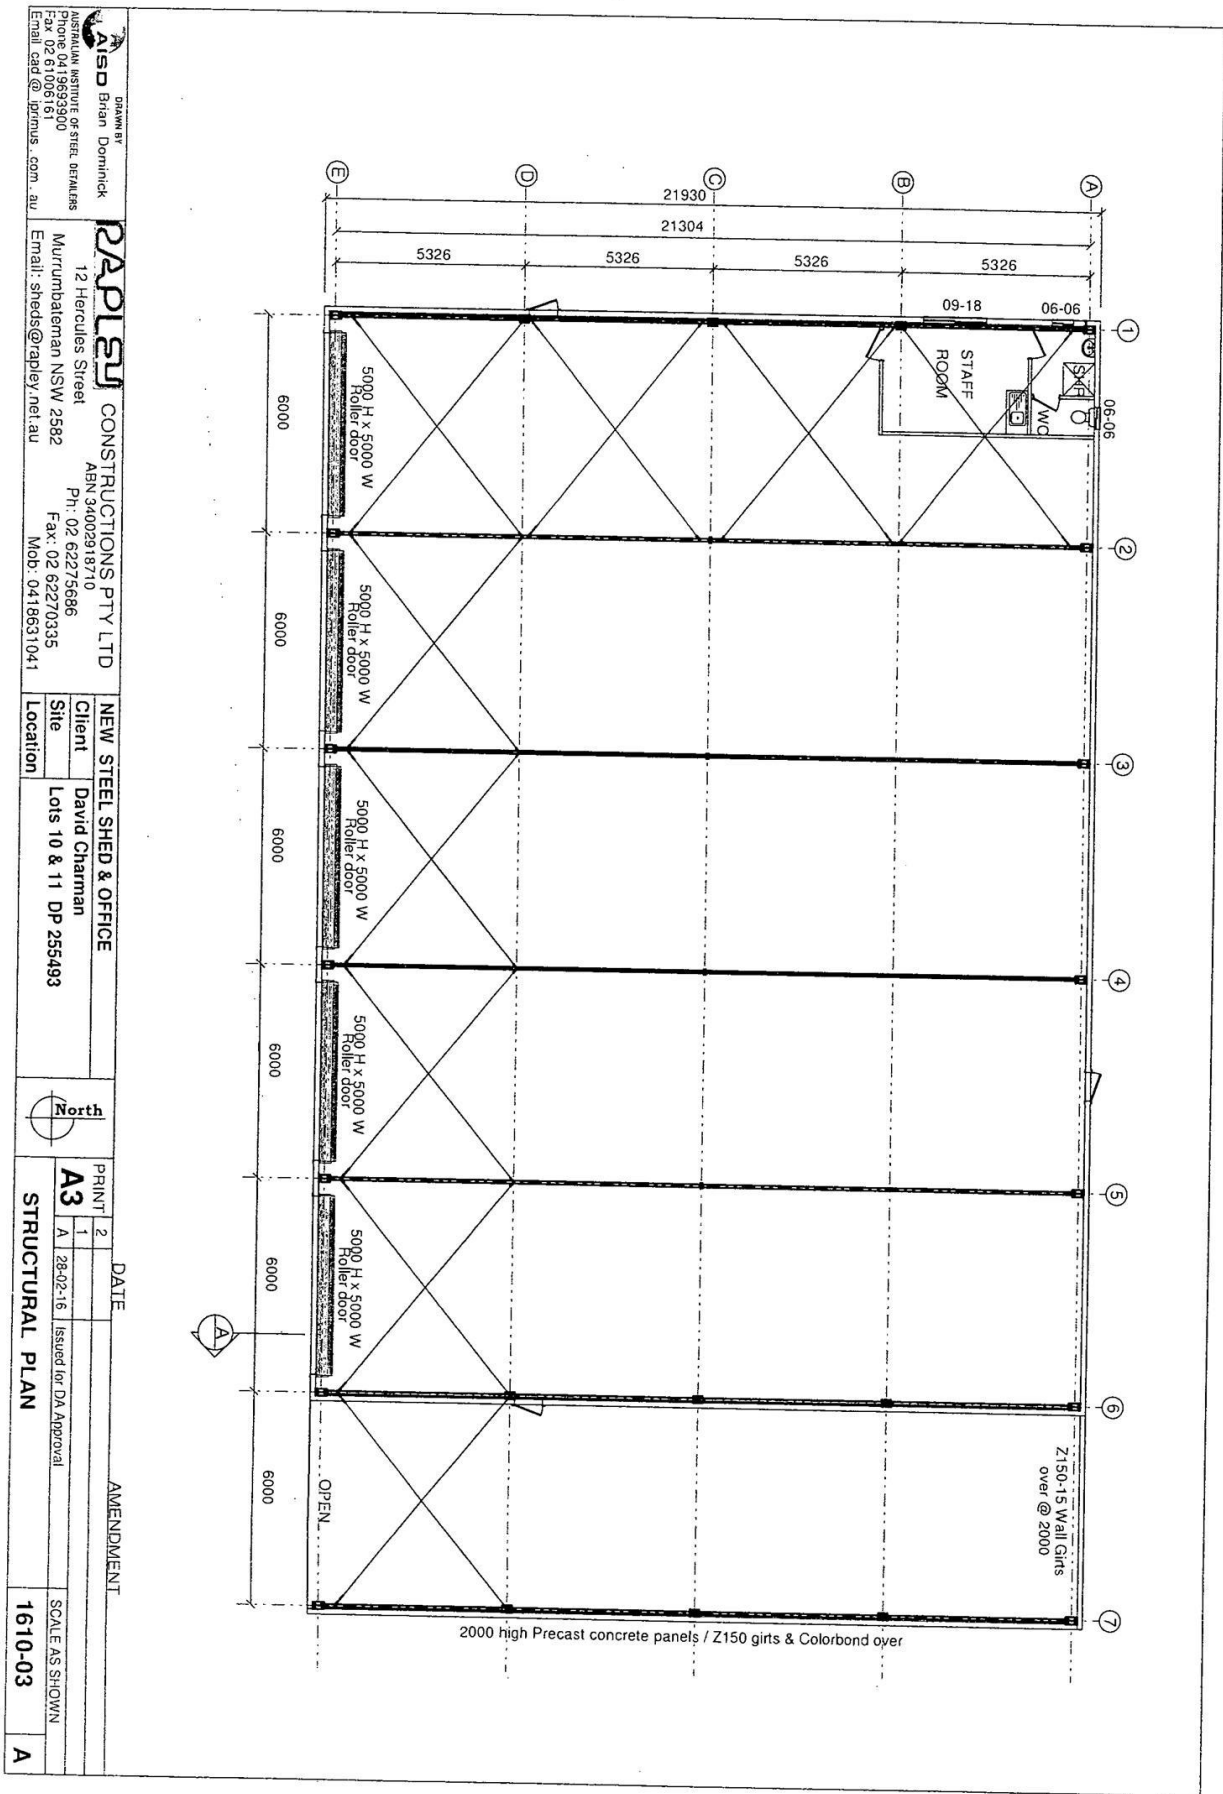 A
B
C
D
E
21930
21304
5326
5326
5326
5326
1
2
3
4
5
6
7
09-18
06-06
06-06
STAFF
ROOM
SHR
WC
5000 H x 5000 W
Roller door
5000 H x 5000 W
Roller door
5000 H x 5000 W
Roller door
5000 H x 5000 W
Roller door
5000 H x 5000 W
Roller door
6000
6000
6000
6000
6000
6000
OPEN
A
Z150-15 Wall Girts
over @ 2000
2000 high Precast concrete panels / Z150 girts & Colorbond over
DRAWN BY
AISD Brian Dominick
AUSTRALIAN INSTITUTE OF STEEL DETAILERS
Phone 0419693900
Fax 02 61006161
Email cad @ iprimus . com . au
RAPLEY CONSTRUCTIONS PTY LTD
ABN 34002918710
12 Hercules Street
Ph: 02 62275686
Murrumbateman NSW 2582
Fax: 02 62270335
Email: sheds@rapley.net.au
Mob: 0418631041
NEW STEEL SHED & OFFICE
Client David Charman
Site Lots 10 & 11 DP 255493
Location
North
DATE AMENDMENT
PRINT
A3
2
1
A 28-02-16 Issued for DA Approval
SCALE AS SHOWN
STRUCTURAL PLAN
1610-03
A